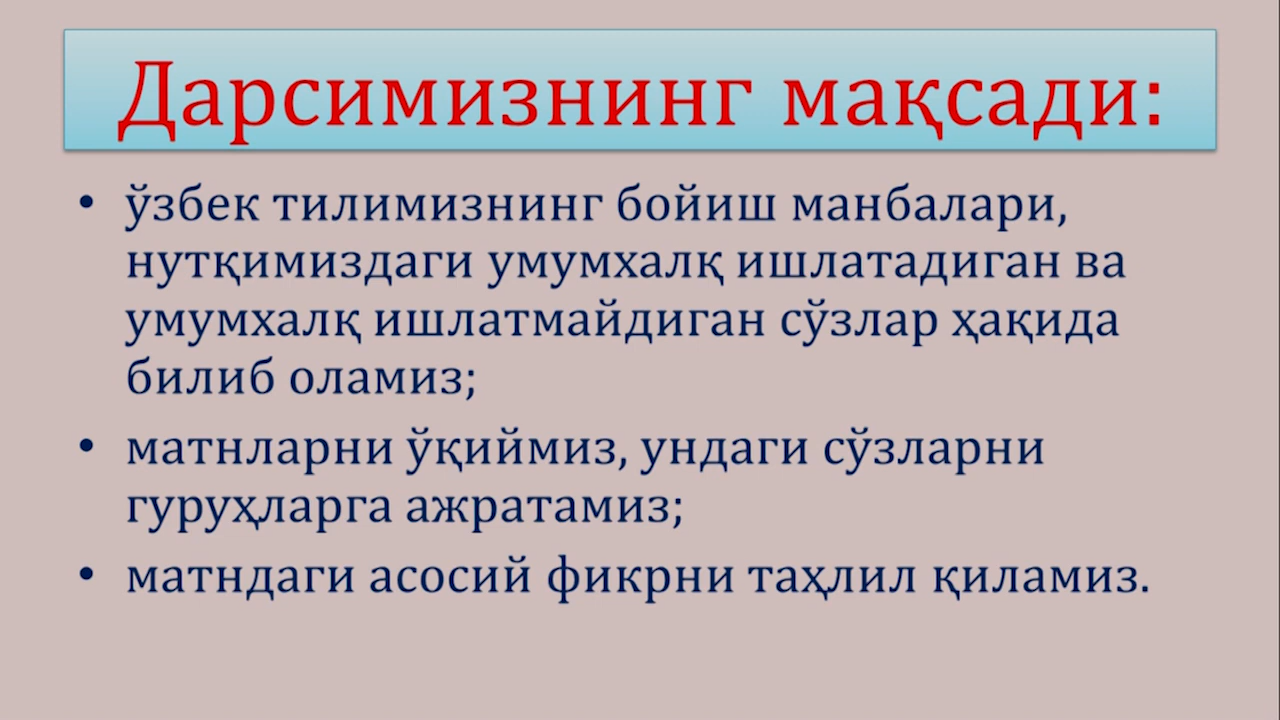 Дарсимизнинг мақсади:
• ўзбек тилимизнинг бойиш манбалари,
нутқимиздаги умумхалқ ишлатадиган ва
умумхалқ ишлатмайдиган сўзлар ҳақида
билиб оламиз;
• матнларни ўқиймиз, ундаги сўзларни
гуруҳларга ажратамиз;
• матндаги асосий фикрни таҳлил қиламиз.